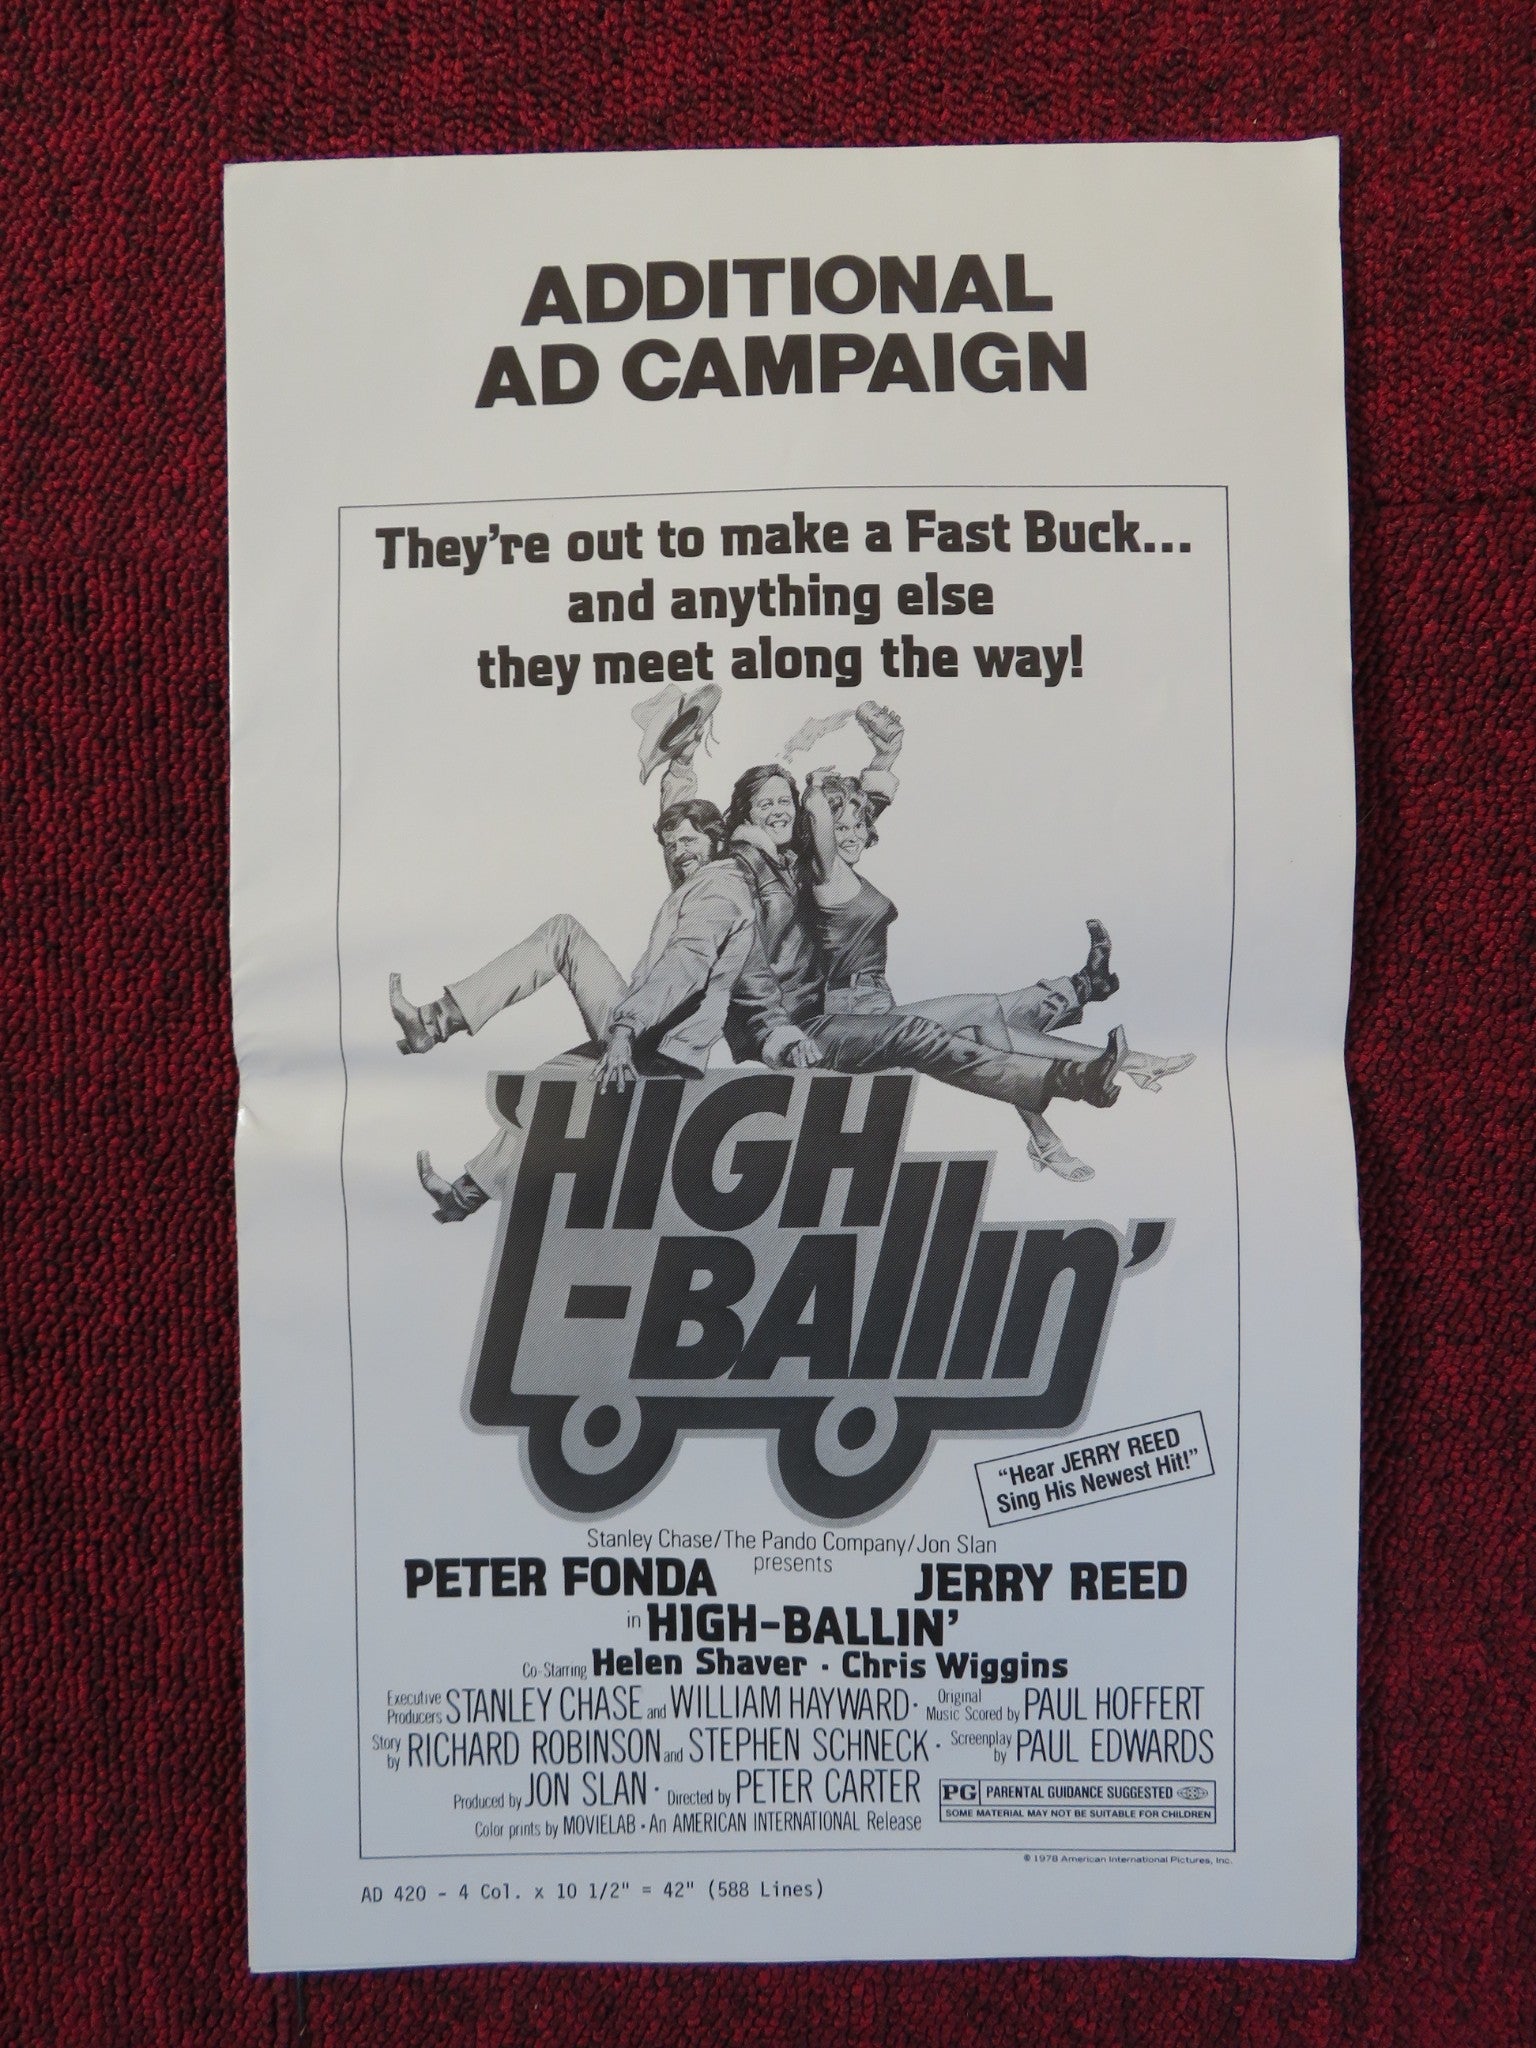 ADDITIONAL
AD CAMPAIGN
They're out to make a Fast Buck...
and anything else
they meet along the way!
'HIGH
-BALLIN'
"Hear JERRY REED
Sing His Newest Hit!"
Stanley Chase/The Pando Company/Jon Slan
presents
PETER FONDA JERRY REED
in HIGH-BALLIN'
Co-Starring Helen Shaver · Chris Wiggins
Executive Producers STANLEY CHASE and WILLIAM HAYWARD · Original Music Scored by PAUL HOFFERT
Story by RICHARD ROBINSON and STEPHEN SCHNECK · Screenplay by PAUL EDWARDS
Produced by JON SLAN · Directed by PETER CARTER
PG PARENTAL GUIDANCE SUGGESTED
SOME MATERIAL MAY NOT BE SUITABLE FOR CHILDREN
Color prints by MOVIELAB · An AMERICAN INTERNATIONAL Release
© 1978 American International Pictures, Inc.
AD 420 - 4 Col. x 10 1/2" = 42" (588 Lines)